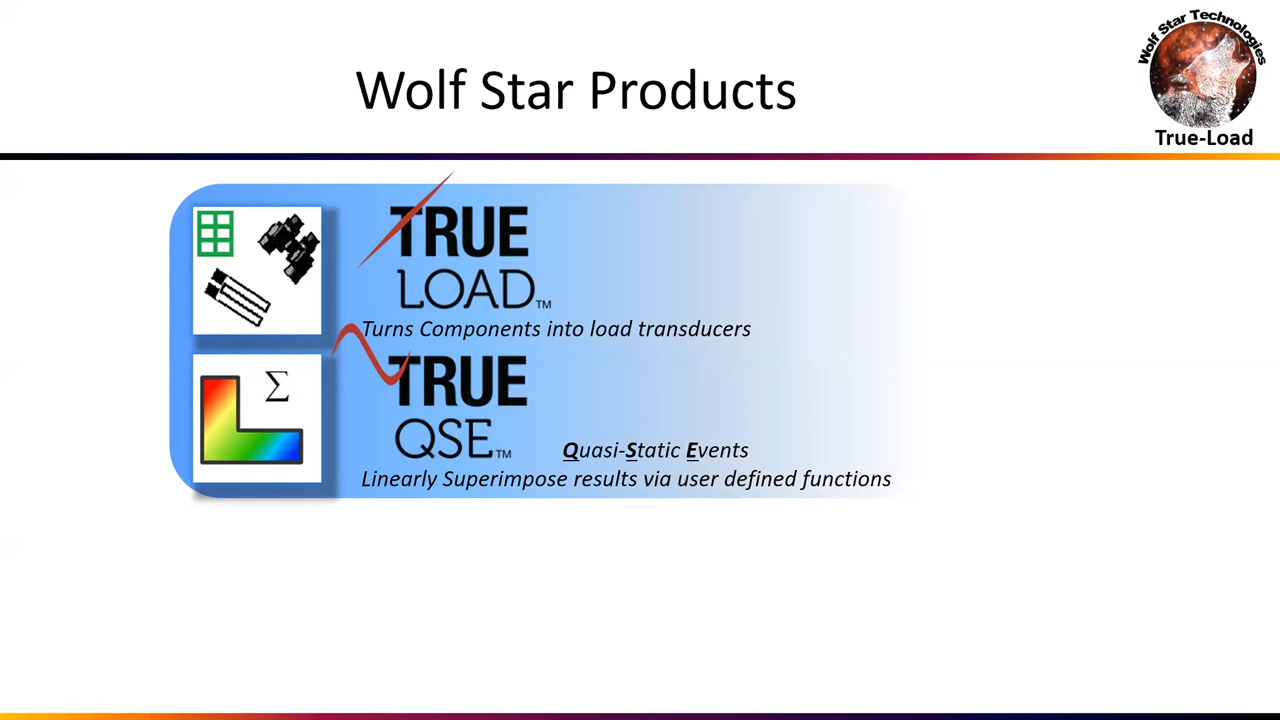 Wolf Star Products
Wolf Star Technologies
True-Load
TRUE
LOAD™
Turns Components into load transducers
Σ
TRUE
QSE™
Quasi-Static Events
Linearly Superimpose results via user defined functions